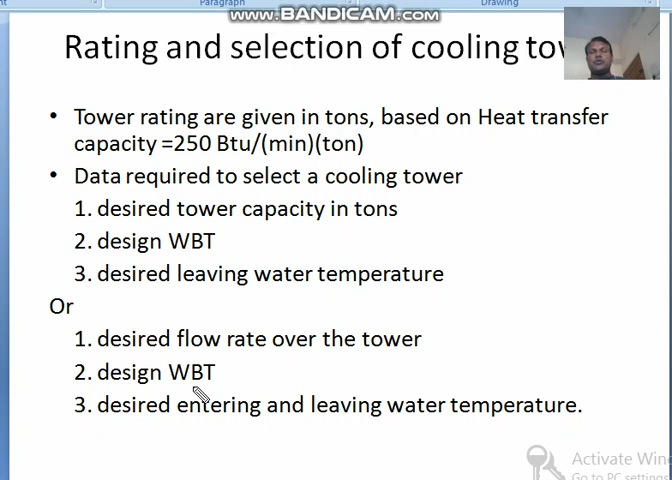 Paragraph
Drawing
www.BANDICAM.com
Rating and selection of cooling
• Tower rating are given in tons, based on Heat transfer
capacity =250 Btu/(min)(ton)
• Data required to select a cooling tower
1. desired tower capacity in tons
2. design WBT
3. desired leaving water temperature
Or
1. desired flow rate over the tower
2. design WBT
3. desired entering and leaving water temperature.
Activate
Go to PC settings